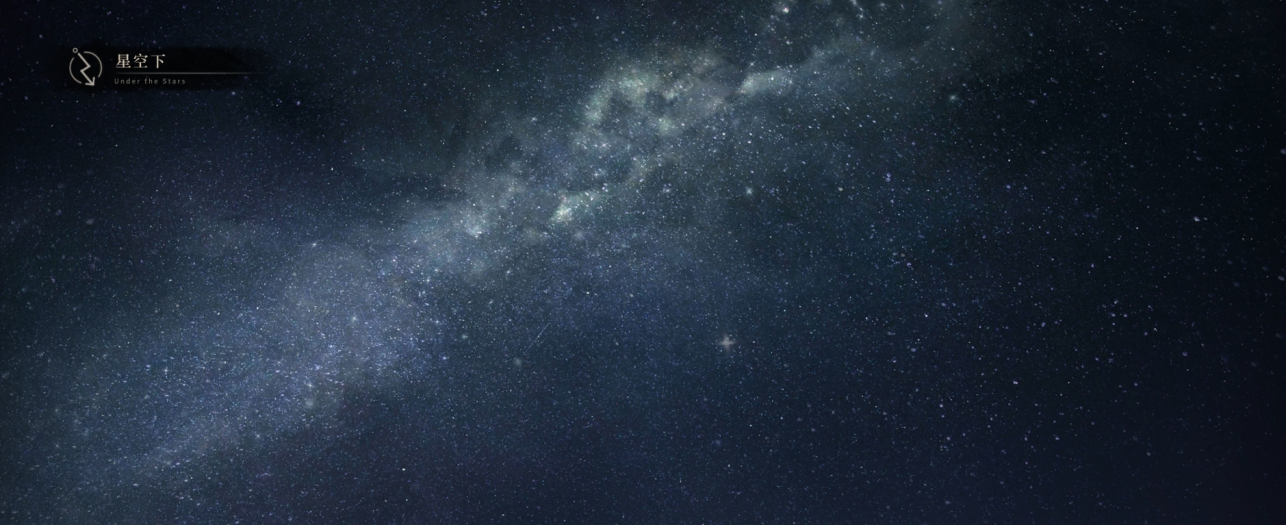 星空下
Under the Stars